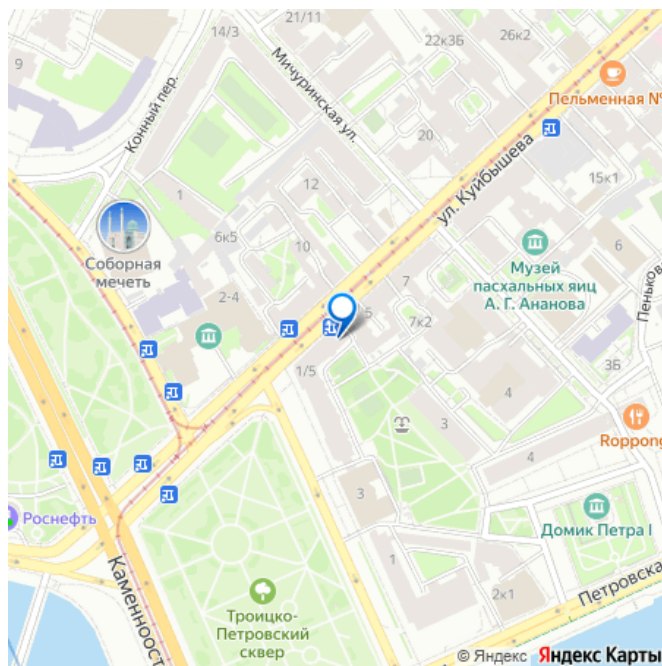 21/11
14/3
22к3Б
26к2
9
Конный пер.
Мичуринская ул.
Пельменная №
20
ул. Куйбышева
12
1
15к1
6к5
10
Соборная
мечеть
Музей
пасхальных яиц
А. Г. Ананова
6
2-4
7
5
7к2
Пенькова
1/5
3Б
4
4
3
Roppong
3
Роснефть
Домик Петра I
Каменноост
1
2к1
Петровска
Троицко-
Петровский
сквер
© Яндекс Яндекс Карты